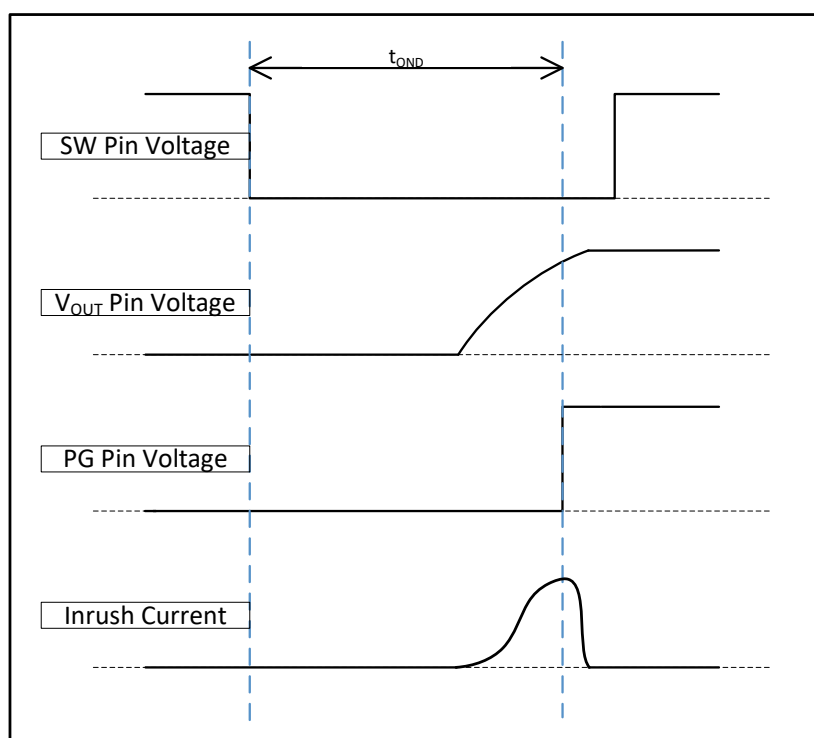 tOND
SW Pin Voltage
VOUT Pin Voltage
PG Pin Voltage
Inrush Current